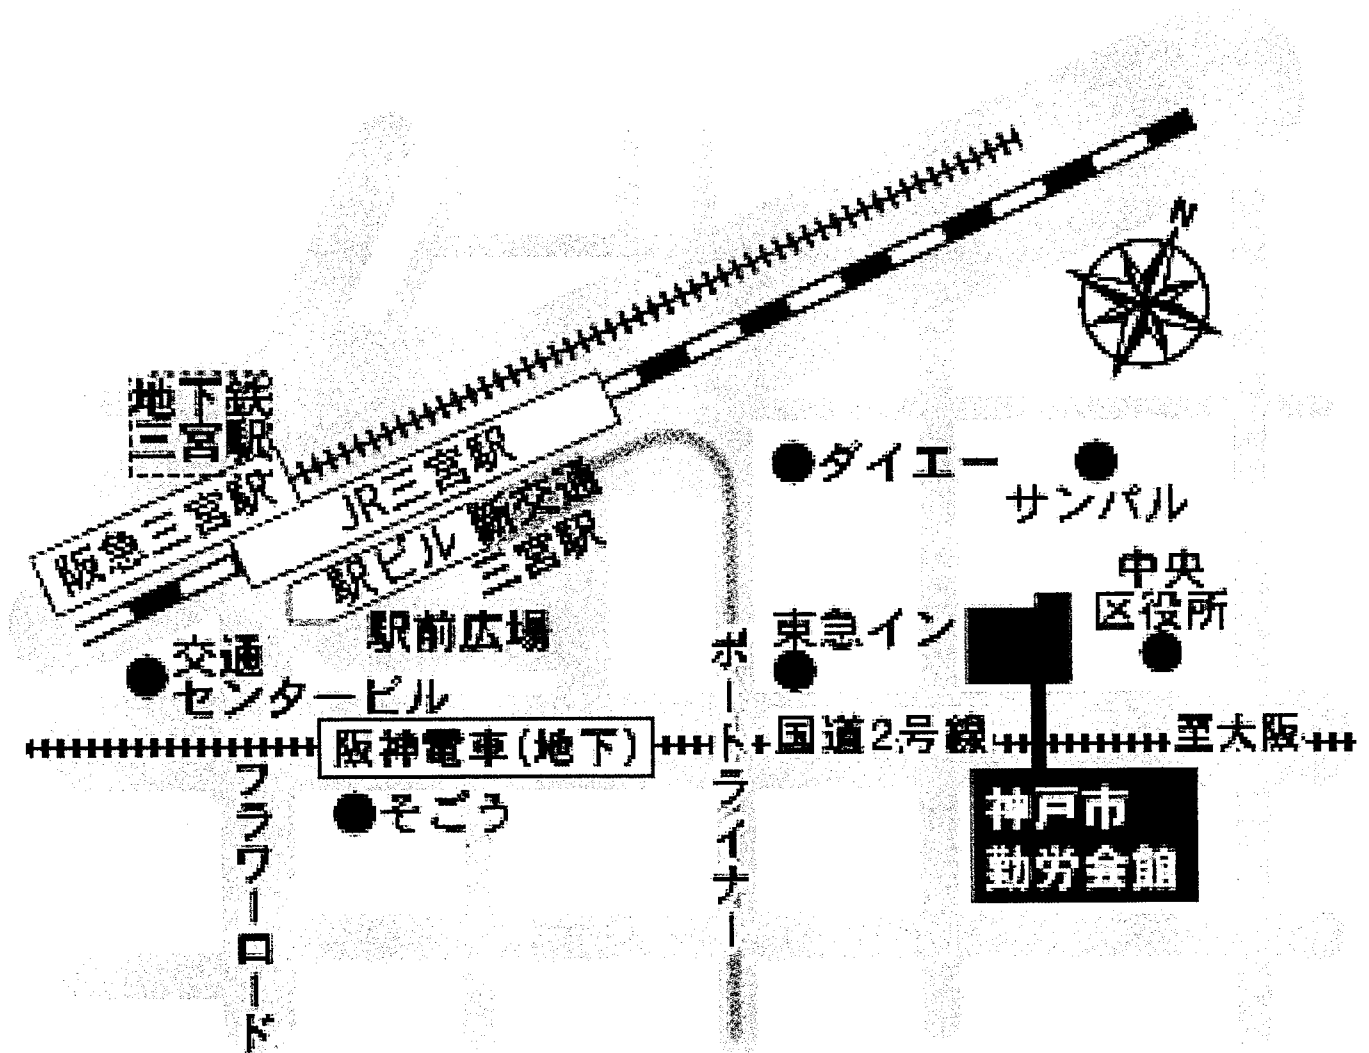 N
地下鉄
三宮駅
阪急三宮駅
JR三宮駅
駅ビル
新交通
三宮駅
駅前広場
ダイエー
サンパル
中央
区役所
東急イン
交通
センタービル
阪神電車(地下)
国道2号線
至大阪
そごう
フラワーロード
ポートライナー
神戸市
勤労会館